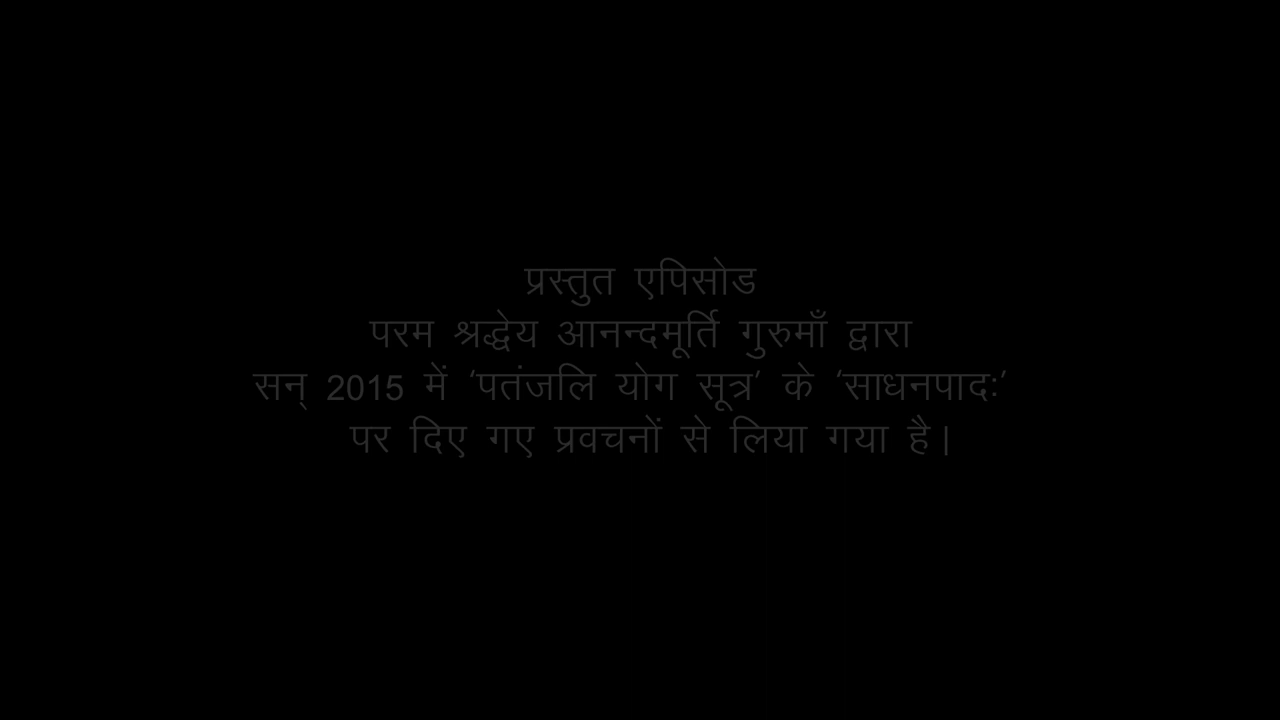 प्रस्तुत एपिसोड
परम श्रद्धेय आनन्दमूर्ति गुरुमाँ द्वारा
सन् 2015 में ‘पतंजलि योग सूत्र’ के ‘साधनपादः’
पर दिए गए प्रवचनों से लिया गया है।